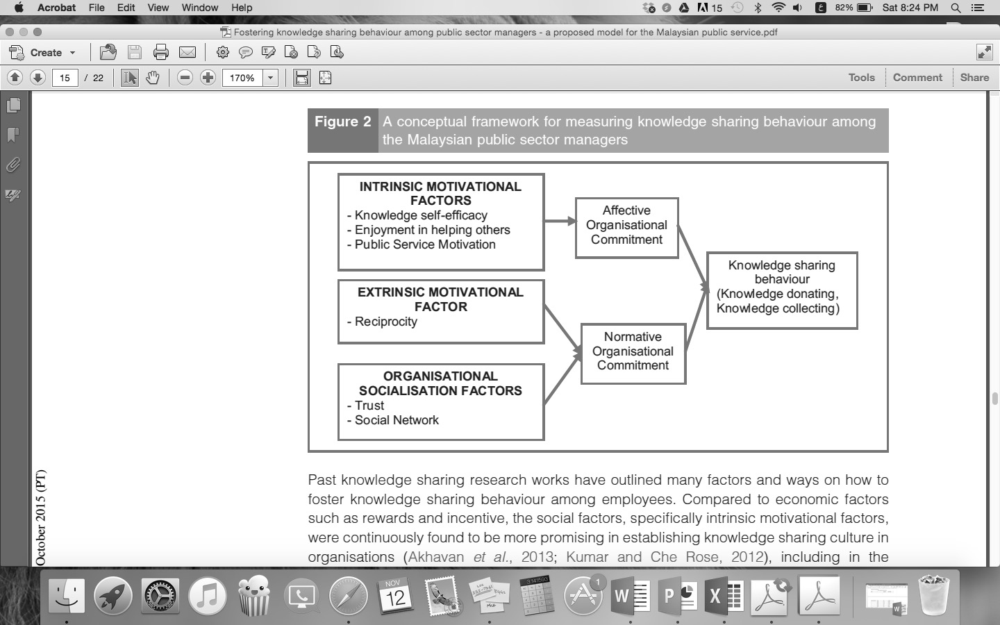 Acrobat File Edit View Window Help
15 82% Sat 8:24 PM
Fostering knowledge sharing behaviour among public sector managers - a proposed model for the Malaysian public service.pdf
Create
15 / 22 170% Tools Comment Share
Figure 2 A conceptual framework for measuring knowledge sharing behaviour among
the Malaysian public sector managers
INTRINSIC MOTIVATIONAL
FACTORS
- Knowledge self-efficacy
- Enjoyment in helping others
- Public Service Motivation
Affective
Organisational
Commitment
EXTRINSIC MOTIVATIONAL
FACTOR
- Reciprocity
Knowledge sharing
behaviour
(Knowledge donating,
Knowledge collecting)
Normative
Organisational
Commitment
ORGANISATIONAL
SOCIALISATION FACTORS
- Trust
- Social Network
October 2015 (PT)
Past knowledge sharing research works have outlined many factors and ways on how to
foster knowledge sharing behaviour among employees. Compared to economic factors
such as rewards and incentive, the social factors, specifically intrinsic motivational factors,
were continuously found to be more promising in establishing knowledge sharing culture in
organisations (Akhavan et al., 2013; Kumar and Che Rose, 2012), including in the
NOV
12
3.141593
1
W
P
X
W